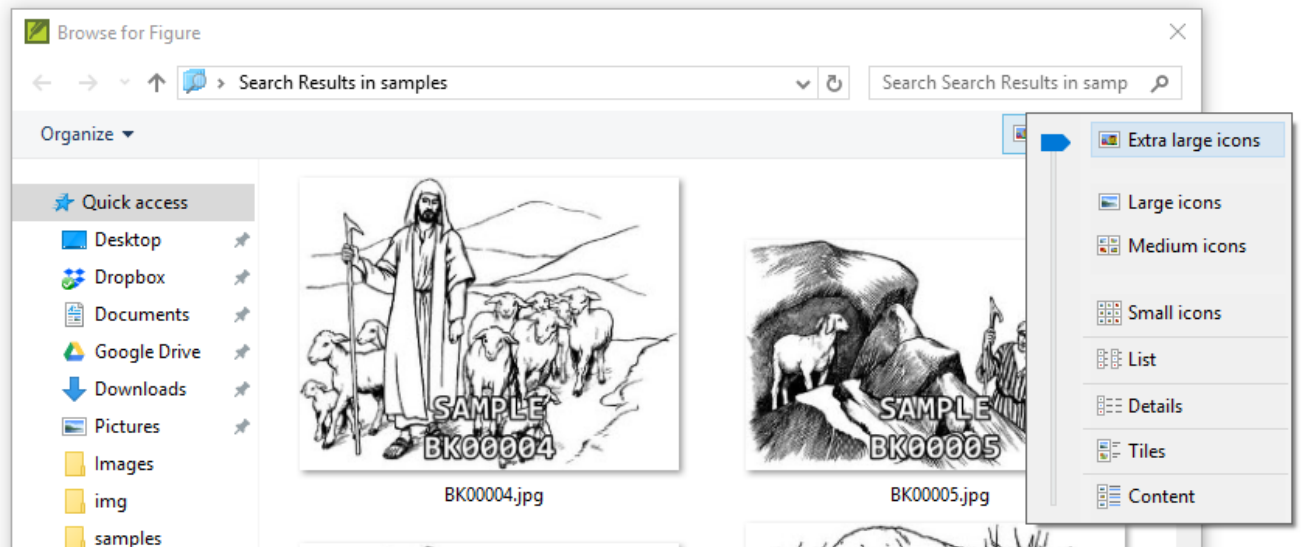 Browse for Figure
Search Results in samples
Search Search Results in samp
Organize
Quick access
Desktop
Dropbox
Documents
Google Drive
Downloads
Pictures
Images
img
samples
SAMPLE
BK00004
BK00004.jpg
SAMPLE
BK00005
BK00005.jpg
Extra large icons
Large icons
Medium icons
Small icons
List
Details
Tiles
Content